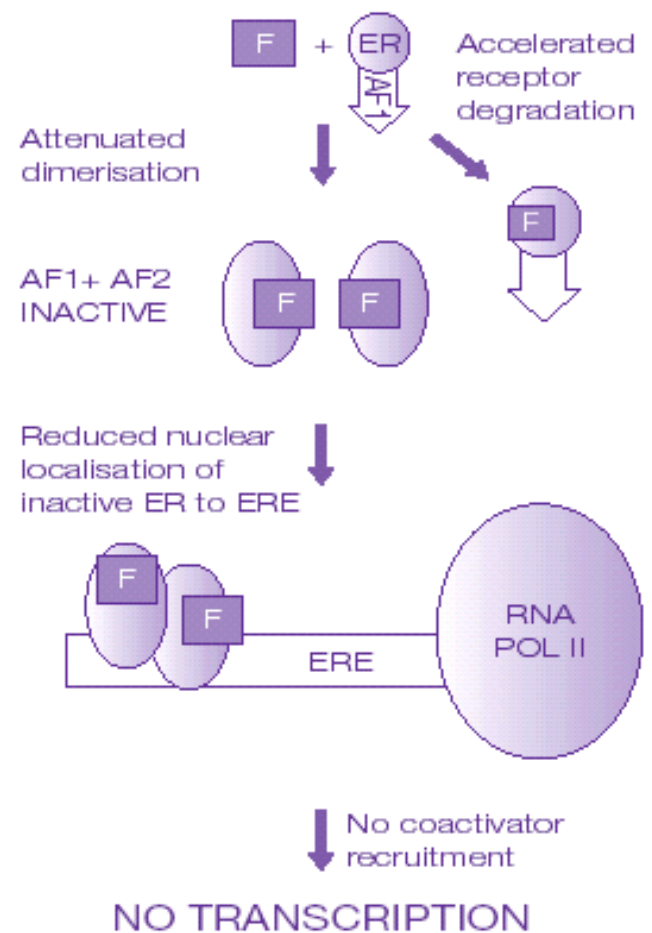 F + ER
AF1
Accelerated
receptor
degradation
Attenuated
dimerisation
F
AF1+ AF2
INACTIVE
F F
Reduced nuclear
localisation of
inactive ER to ERE
F
F
ERE
RNA
POL II
No coactivator
recruitment
NO TRANSCRIPTION